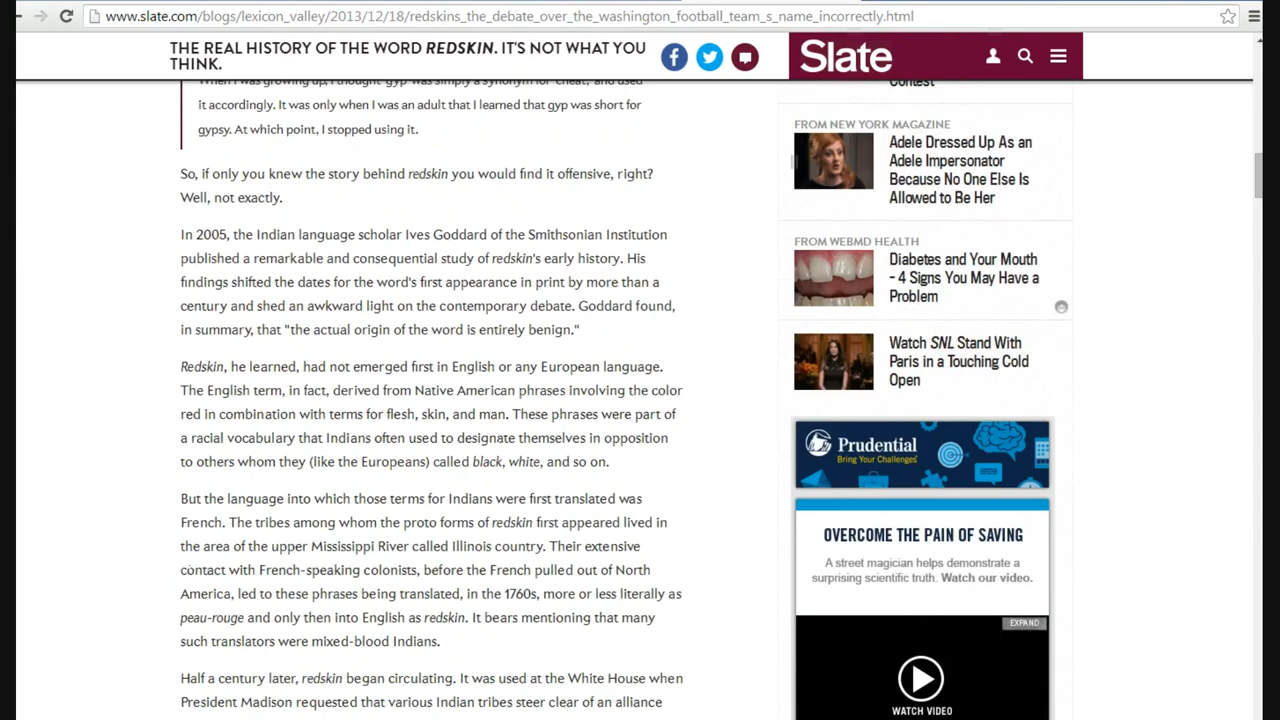 www.slate.com/blogs/lexicon_valley/2013/12/18/redskins_the_debate_over_the_washington_football_team_s_name_incorrectly.html
THE REAL HISTORY OF THE WORD REDSKIN. IT'S NOT WHAT YOU
THINK.
Slate
When I was growing up, I thought "gyp" was simply a synonym for "cheat," and used
it accordingly. It was only when I was an adult that I learned that gyp was short for
gypsy. At which point, I stopped using it.
So, if only you knew the story behind redskin you would find it offensive, right?
Well, not exactly.
In 2005, the Indian language scholar Ives Goddard of the Smithsonian Institution
published a remarkable and consequential study of redskin's early history. His
findings shifted the dates for the word's first appearance in print by more than a
century and shed an awkward light on the contemporary debate. Goddard found,
in summary, that "the actual origin of the word is entirely benign."
Redskin, he learned, had not emerged first in English or any European language.
The English term, in fact, derived from Native American phrases involving the color
red in combination with terms for flesh, skin, and man. These phrases were part of
a racial vocabulary that Indians often used to designate themselves in opposition
to others whom they (like the Europeans) called black, white, and so on.
But the language into which those terms for Indians were first translated was
French. The tribes among whom the proto forms of redskin first appeared lived in
the area of the upper Mississippi River called Illinois country. Their extensive
contact with French-speaking colonists, before the French pulled out of North
America, led to these phrases being translated, in the 1760s, more or less literally as
peau-rouge and only then into English as redskin. It bears mentioning that many
such translators were mixed-blood Indians.
Half a century later, redskin began circulating. It was used at the White House when
President Madison requested that various Indian tribes steer clear of an alliance
Contest
FROM NEW YORK MAGAZINE
Adele Dressed Up As an
Adele Impersonator
Because No One Else Is
Allowed to Be Her
FROM WEBMD HEALTH
Diabetes and Your Mouth
- 4 Signs You May Have a
Problem
Watch SNL Stand With
Paris in a Touching Cold
Open
Prudential
Bring Your Challenges
OVERCOME THE PAIN OF SAVING
A street magician helps demonstrate a
surprising scientific truth. Watch our video.
EXPAND
WATCH VIDEO